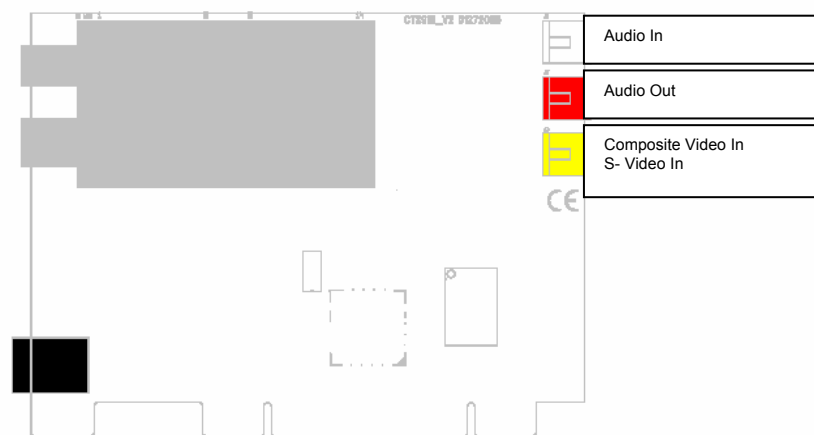 Audio In
Audio Out
Composite Video In
S- Video In
CE